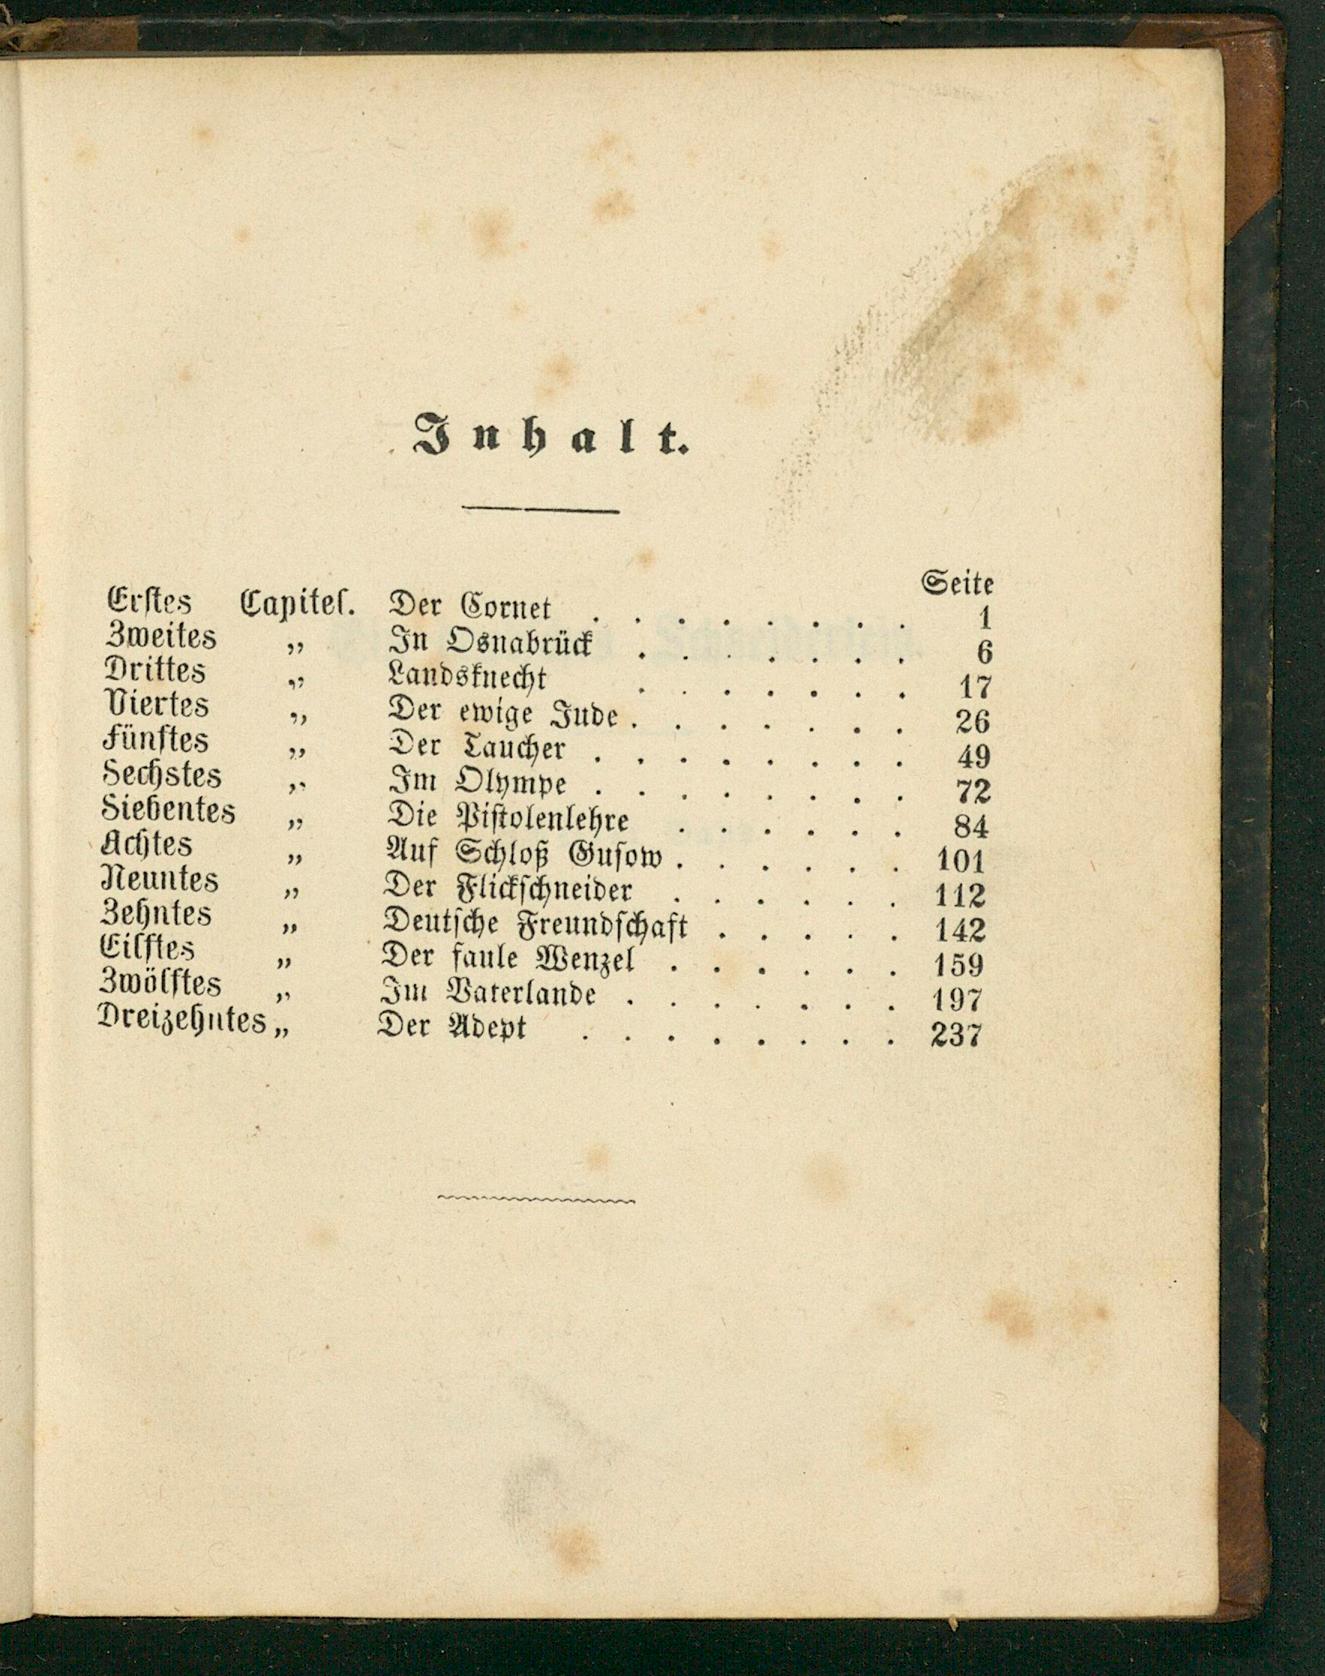 Inhalt.
Seite
Erstes Capitel. Der Cornet . . . . . . . . 1
Zweites „ In Osnabrück . . . . . . . 6
Drittes „ Landsknecht . . . . . . . 17
Viertes „ Der ewige Jude . . . . . . . 26
Fünftes „ Der Taucher . . . . . . . . 49
Sechstes „ Im Olympe . . . . . . . . 72
Siebentes „ Die Pistolenlehre . . . . . . 84
Achtes „ Auf Schloß Gusow . . . . . . 101
Neuntes „ Der Flickschneider . . . . . . 112
Zehntes „ Deutsche Freundschaft . . . . . 142
Eilftes „ Der faule Wenzel . . . . . . 159
Zwölftes „ Im Vaterlande . . . . . . . 197
Dreizehntes „ Der Adept . . . . . . . . 237